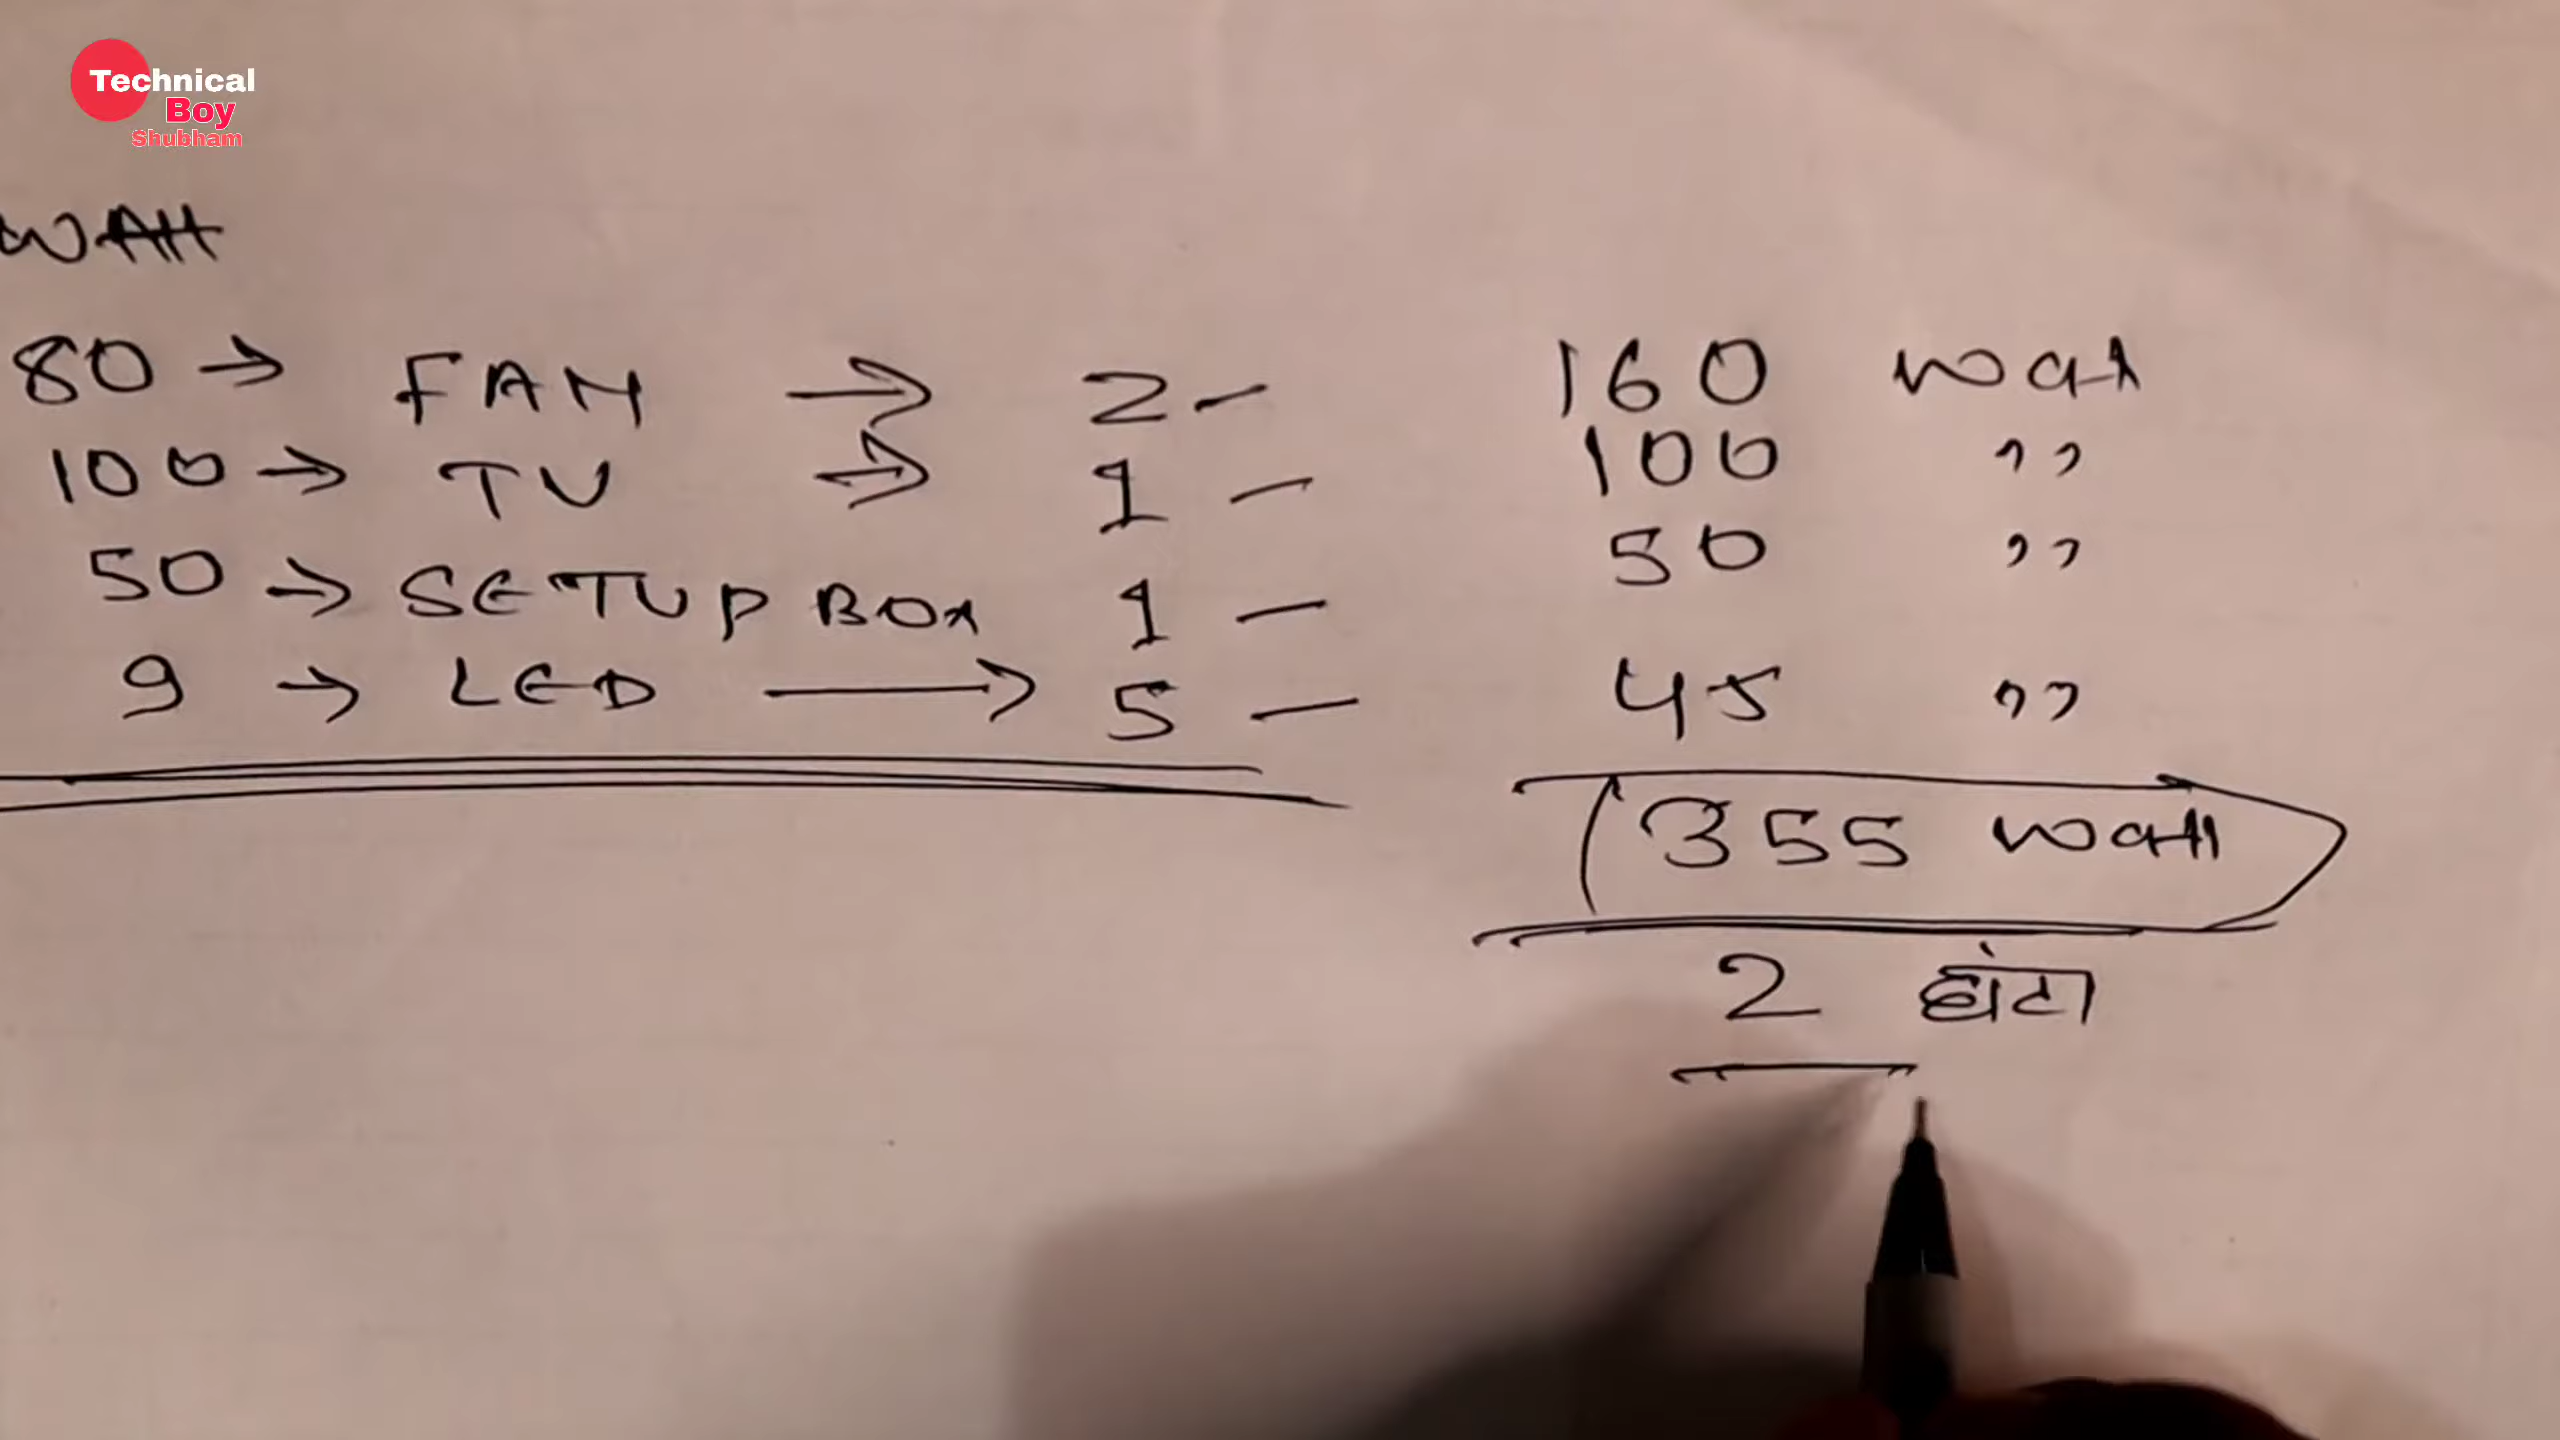 Technical
Boy
Shubham
WATT
80 → FAN → 2 - 160 Watt
100 → TV → 1 - 100 ,,
50 → SETUP BOX 1 - 50 ,,
9 → LED → 5 - 45 ,,
355 watt
2 घंटा